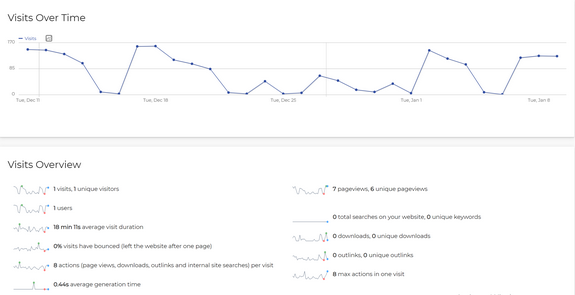 Visits Over Time
Visits
170
85
0
Tue, Dec 11
Tue, Dec 18
Tue, Dec 25
Tue, Jan 1
Tue, Jan 8
Visits Overview
1 visits, 1 unique visitors
7 pageviews, 6 unique pageviews
1 users
0 total searches on your website, 0 unique keywords
18 min 11s average visit duration
0 downloads, 0 unique downloads
0% visits have bounced (left the website after one page)
0 outlinks, 0 unique outlinks
8 actions (page views, downloads, outlinks and internal site searches) per visit
8 max actions in one visit
0.44s average generation time